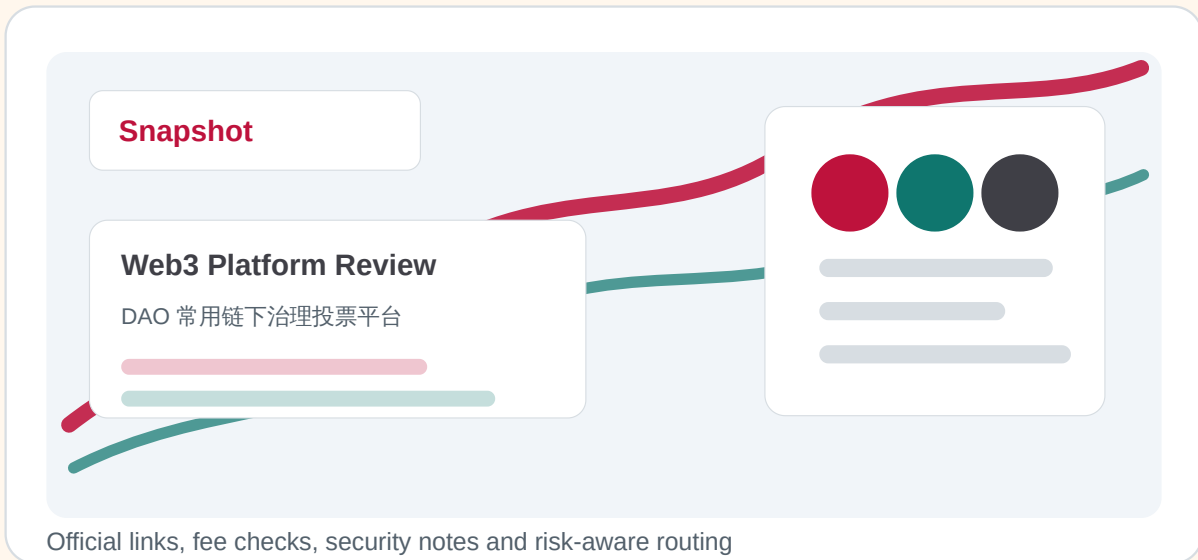 Snapshot
Web3 Platform Review
DAO 常用链下治理投票平台
Official links, fee checks, security notes and risk-aware routing